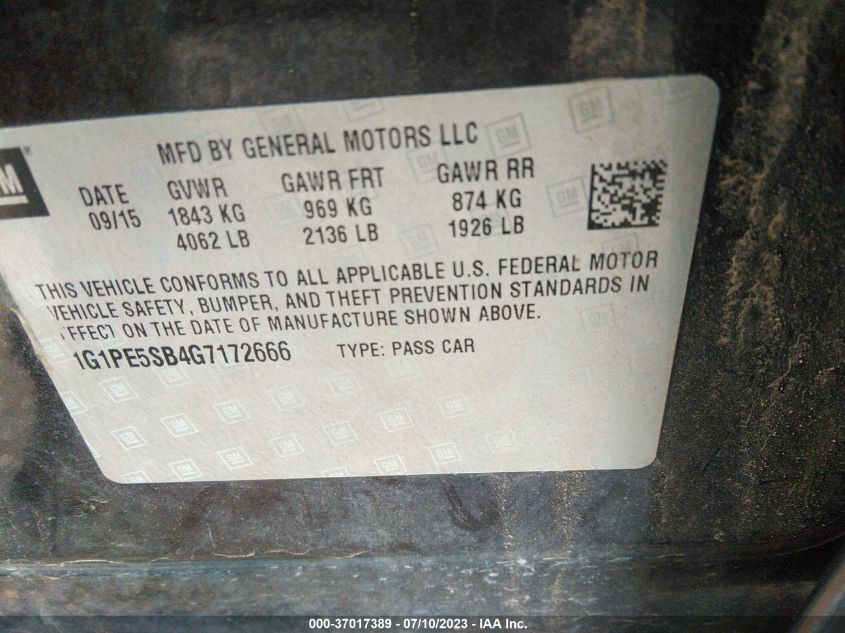 MFD BY GENERAL MOTORS LLC
GM®
DATE GVWR GAWR FRT GAWR RR
09/15 1843 KG 969 KG 874 KG
4062 LB 2136 LB 1926 LB
THIS VEHICLE CONFORMS TO ALL APPLICABLE U.S. FEDERAL MOTOR
VEHICLE SAFETY, BUMPER, AND THEFT PREVENTION STANDARDS IN
EFFECT ON THE DATE OF MANUFACTURE SHOWN ABOVE.
1G1PE5SB4G7172666 TYPE: PASS CAR
000-37017389 - 07/10/2023 - IAA Inc.